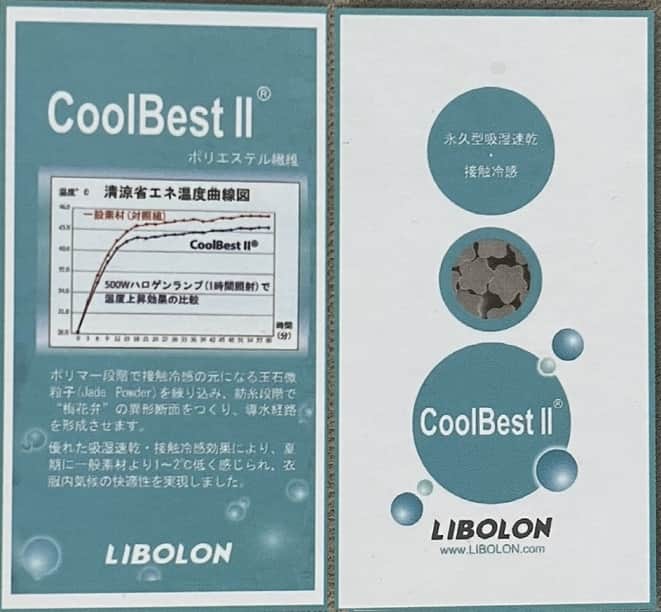 CoolBest II®
ポリエステル繊維
温度°C
清涼省エネ温度曲線図
一般素材(対照組)
CoolBest II®
500Wハロゲンランプ(1時間照射)で
温度上昇効果の比較
時間
(分)
ポリマー段階で接触冷感の元になる玉石微
粒子(Jade Powder)を練り込み、紡糸段階で
“梅花弁”の異形断面をつくり、導水経路
を形成させます。
優れた吸湿速乾・接触冷感効果により、夏
期に一般素材より1～2℃低く感じられ、衣
服内気候の快適性を実現しました。
LIBOLON
永久型吸湿速乾
・
接触冷感
CoolBest II®
LIBOLON
www.LIBOLON.com